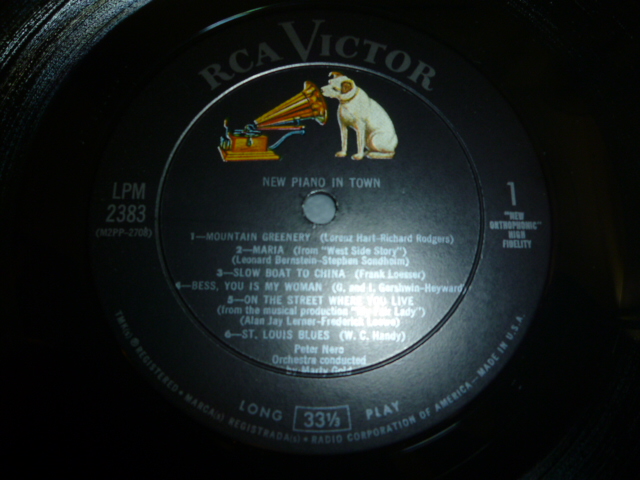 RCA VICTOR
NEW PIANO IN TOWN
LPM
2383
(M2PP-2708)
1
"NEW
ORTHOPHONIC"
HIGH
FIDELITY
1—MOUNTAIN GREENERY (Lorenz Hart-Richard Rodgers)
2—MARIA (from "West Side Story")
(Leonard Bernstein-Stephen Sondheim)
3—SLOW BOAT TO CHINA (Frank Loesser)
4—BESS, YOU IS MY WOMAN (G. and I. Gershwin-Heyward)
5—ON THE STREET WHERE YOU LIVE
(from the musical production "My Fair Lady")
(Alan Jay Lerner-Frederick Loewe)
6—ST. LOUIS BLUES (W. C. Handy)
Peter Nero
Orchestra conducted
by Marty Gold
LONG 33⅓ PLAY
TMK(s) ® REGISTERED • MARCA(s) REGISTRADA(s) • RADIO CORPORATION OF AMERICA—MADE IN U.S.A.